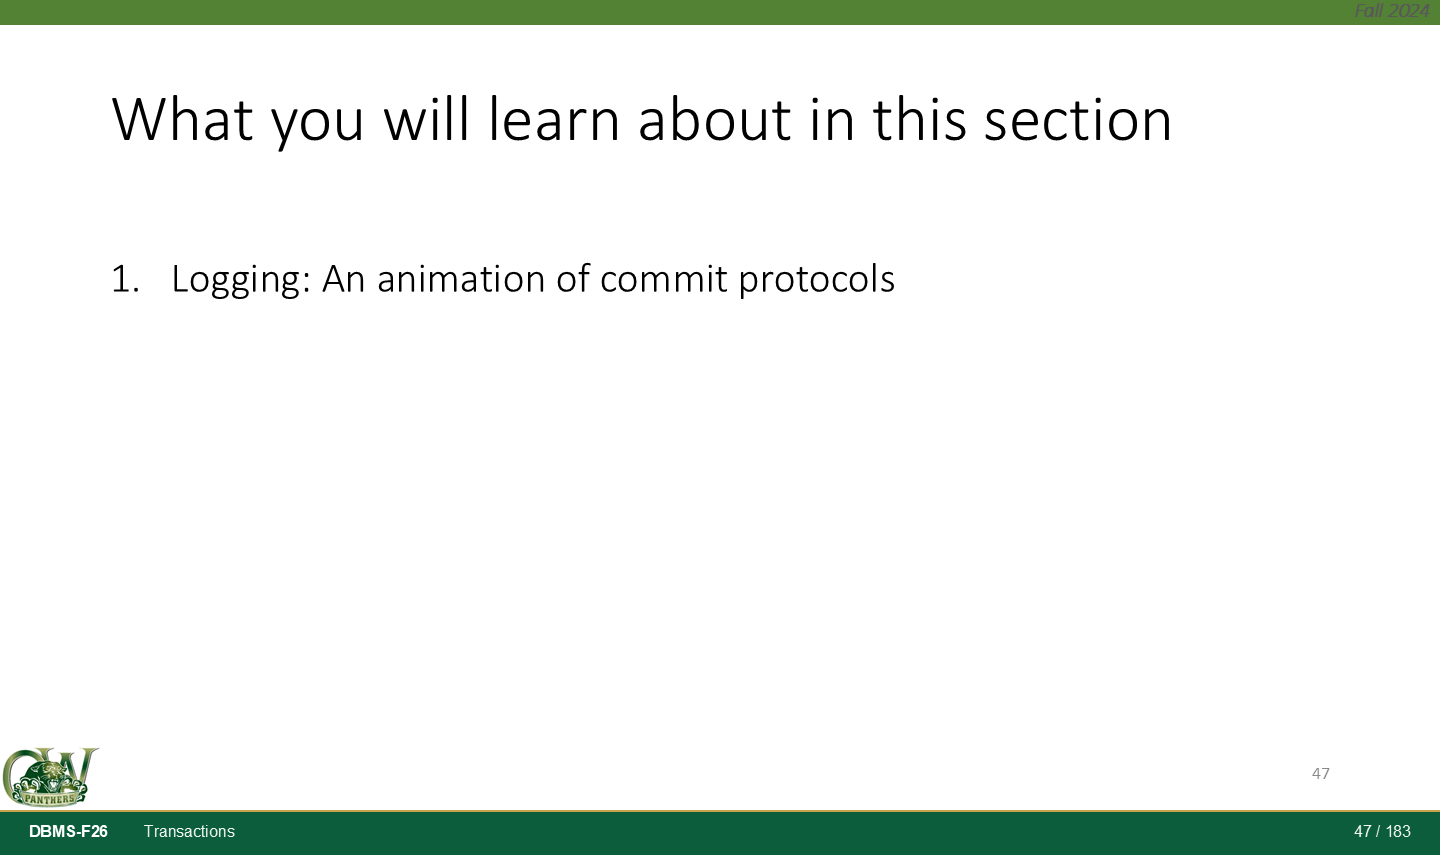 Fall 2024
What you will learn about in this section
1. Logging: An animation of commit protocols
OW
PANTHERS
47
DBMS-F26 Transactions 47 / 183